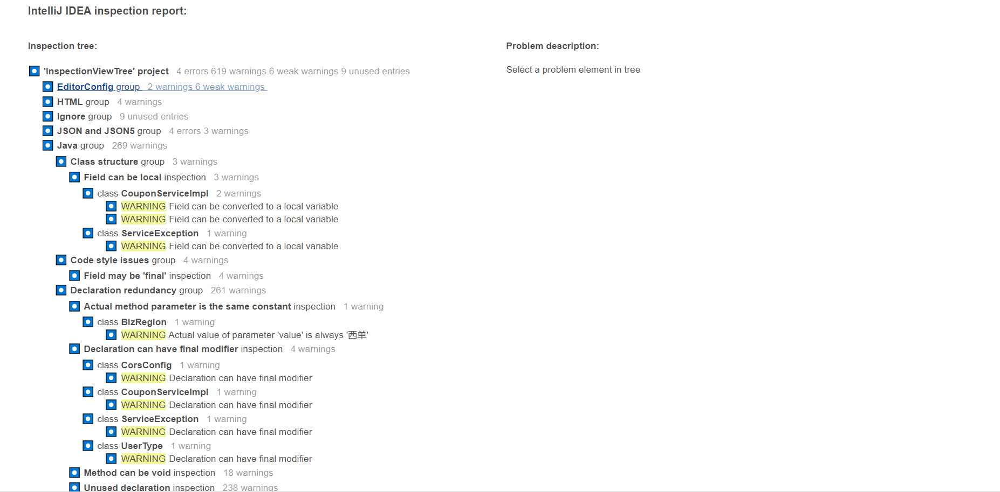 IntelliJ IDEA inspection report:
Inspection tree:
Problem description:
'InspectionViewTree' project 4 errors 619 warnings 6 weak warnings 9 unused entries
Select a problem element in tree
EditorConfig group 2 warnings 6 weak warnings
HTML group 4 warnings
Ignore group 9 unused entries
JSON and JSON5 group 4 errors 3 warnings
Java group 269 warnings
Class structure group 3 warnings
Field can be local inspection 3 warnings
class CouponServiceImpl 2 warnings
WARNING Field can be converted to a local variable
WARNING Field can be converted to a local variable
class ServiceException 1 warning
WARNING Field can be converted to a local variable
Code style issues group 4 warnings
Field may be 'final' inspection 4 warnings
Declaration redundancy group 261 warnings
Actual method parameter is the same constant inspection 1 warning
class BizRegion 1 warning
WARNING Actual value of parameter 'value' is always '西单'
Declaration can have final modifier inspection 4 warnings
class CorsConfig 1 warning
WARNING Declaration can have final modifier
class CouponServiceImpl 1 warning
WARNING Declaration can have final modifier
class ServiceException 1 warning
WARNING Declaration can have final modifier
class UserType 1 warning
WARNING Declaration can have final modifier
Method can be void inspection 18 warnings
Unused declaration inspection 238 warnings